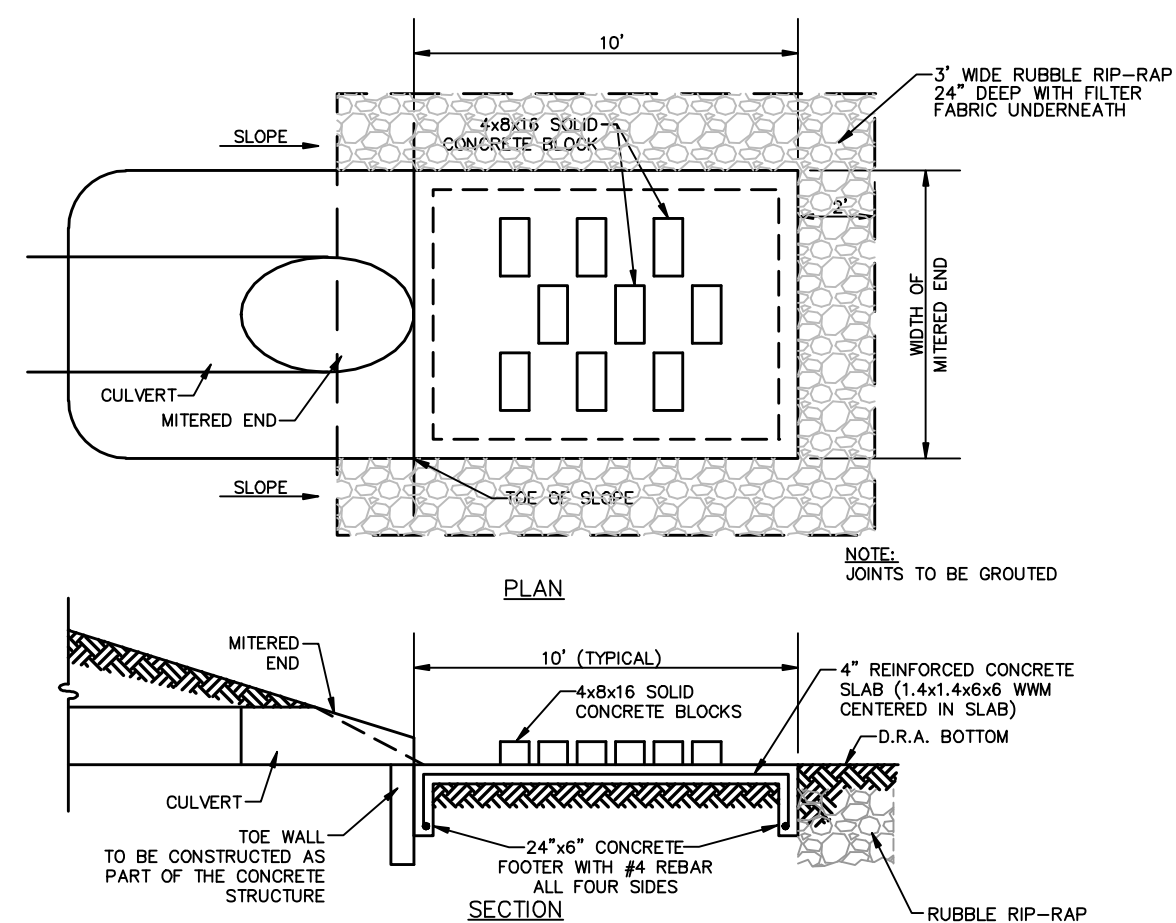 10'
3' WIDE RUBBLE RIP-RAP
24" DEEP WITH FILTER
FABRIC UNDERNEATH
4x8x16 SOLID
CONCRETE BLOCK
SLOPE
2'
WIDTH OF
MITERED END
CULVERT
MITERED END
SLOPE
TOE OF SLOPE
NOTE:
JOINTS TO BE GROUTED
PLAN
MITERED
END
10' (TYPICAL)
4x8x16 SOLID
CONCRETE BLOCKS
4" REINFORCED CONCRETE
SLAB (1.4x1.4x6x6 WWM
CENTERED IN SLAB)
D.R.A. BOTTOM
CULVERT
TOE WALL
TO BE CONSTRUCTED AS
PART OF THE CONCRETE
STRUCTURE
24"x6" CONCRETE
FOOTER WITH #4 REBAR
ALL FOUR SIDES
SECTION
RUBBLE RIP-RAP